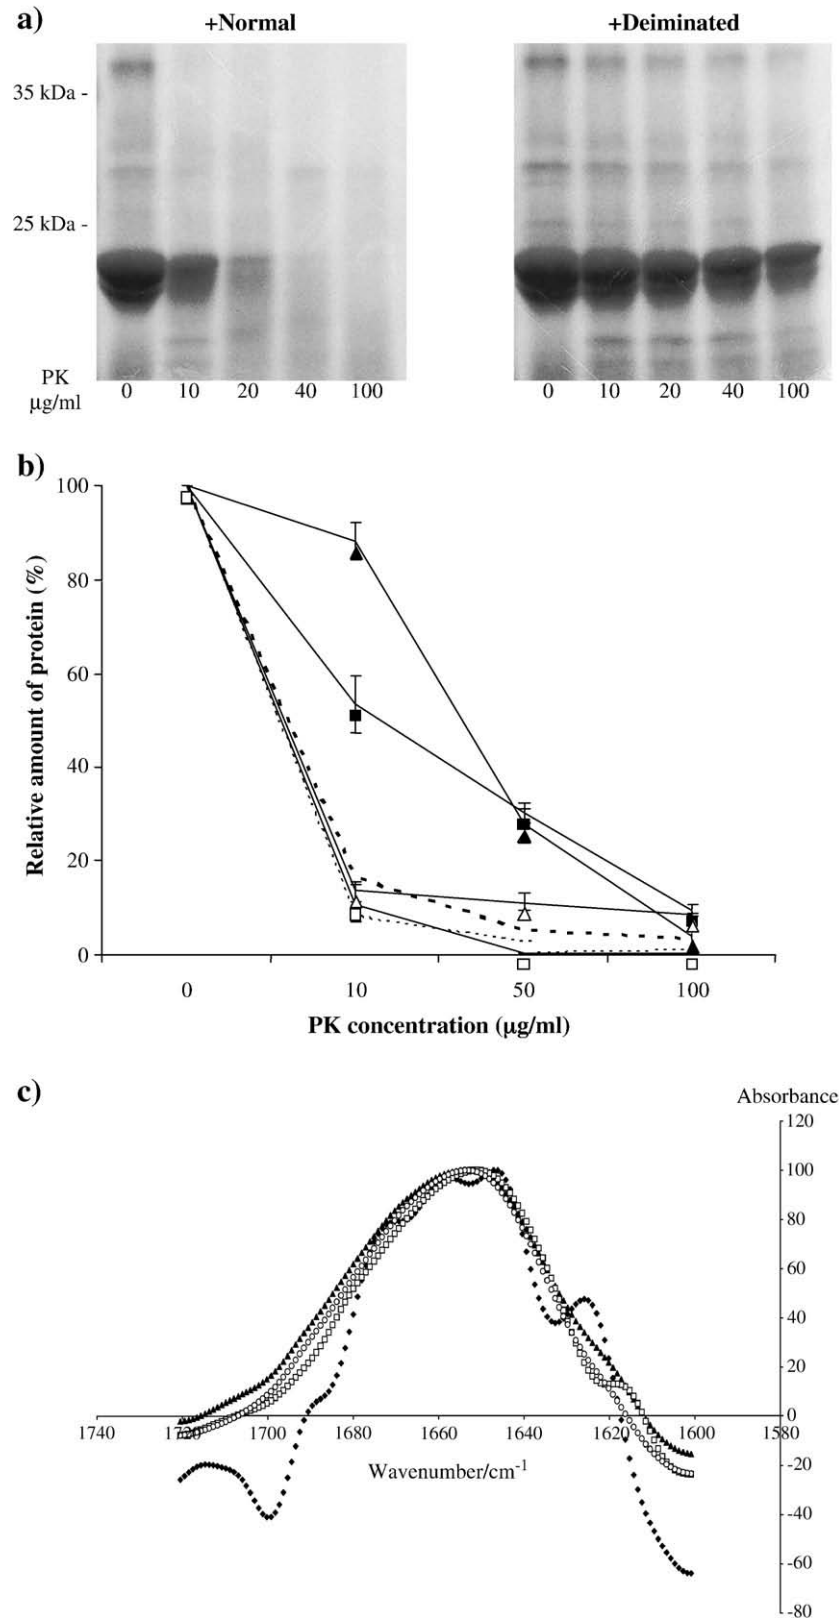 a)
+Normal
+Deiminated
35 kDa -
25 kDa -
PK
µg/ml
0 10 20 40 100
0 10 20 40 100
b)
Relative amount of protein (%)
100
80
60
40
20
0
0 10 50 100
PK concentration (µg/ml)
c)
Absorbance
120
100
80
60
40
20
0
-20
-40
-60
-80
1740 1720 1700 1680 1660 1640 1620 1600 1580
Wavenumber/cm⁻¹